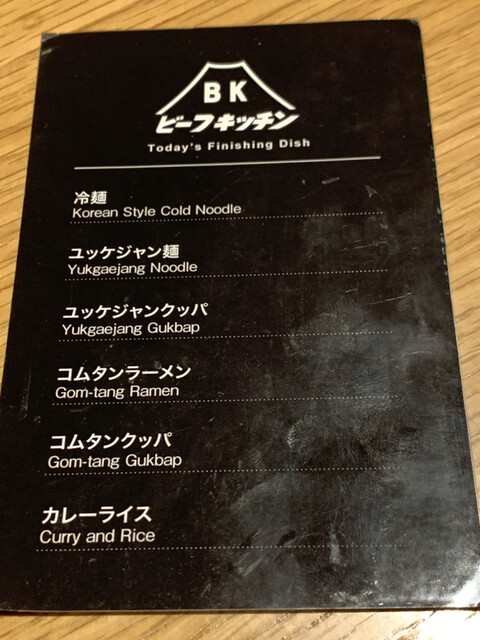 BK
ビーフキッチン
Today's Finishing Dish
冷麺
Korean Style Cold Noodle
ユッケジャン麺
Yukgaejang Noodle
ユッケジャンクッパ
Yukgaejang Gukbap
コムタンラーメン
Gom-tang Ramen
コムタンクッパ
Gom-tang Gukbap
カレーライス
Curry and Rice